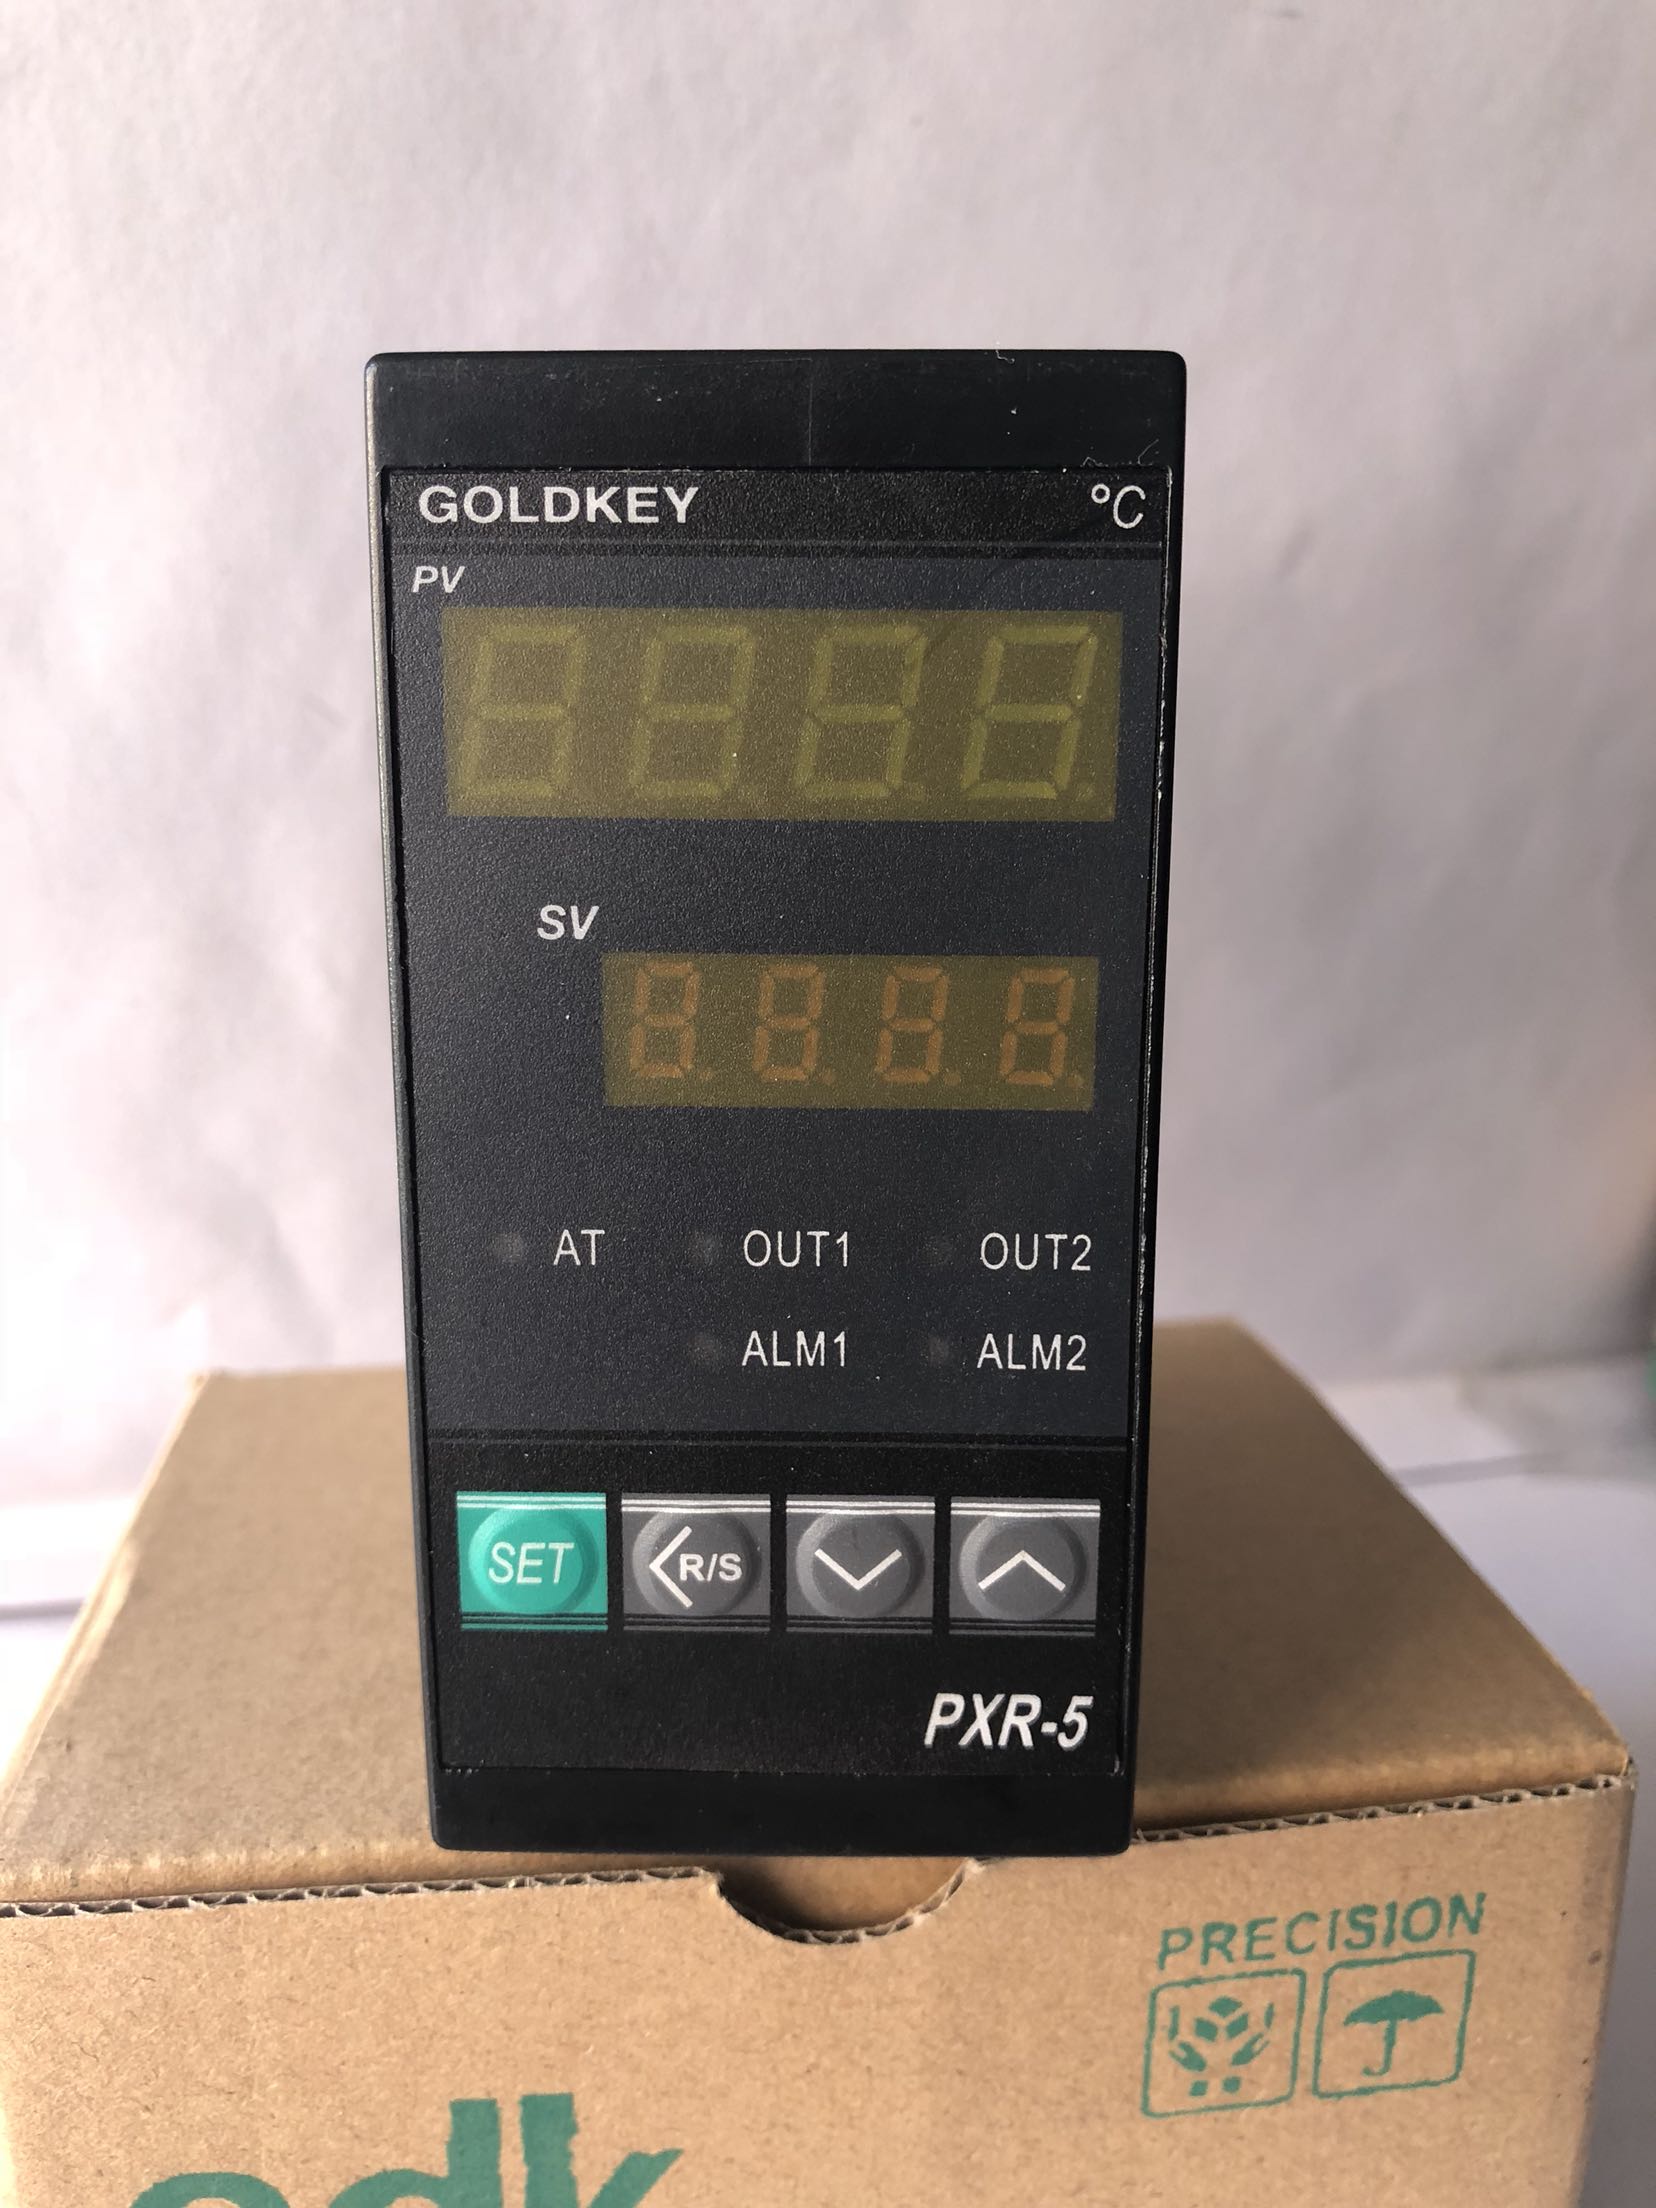 GOLDKEY °C
PV
SV
AT OUT1 OUT2
ALM1 ALM2
SET R/S
PXR-5
PRECISION